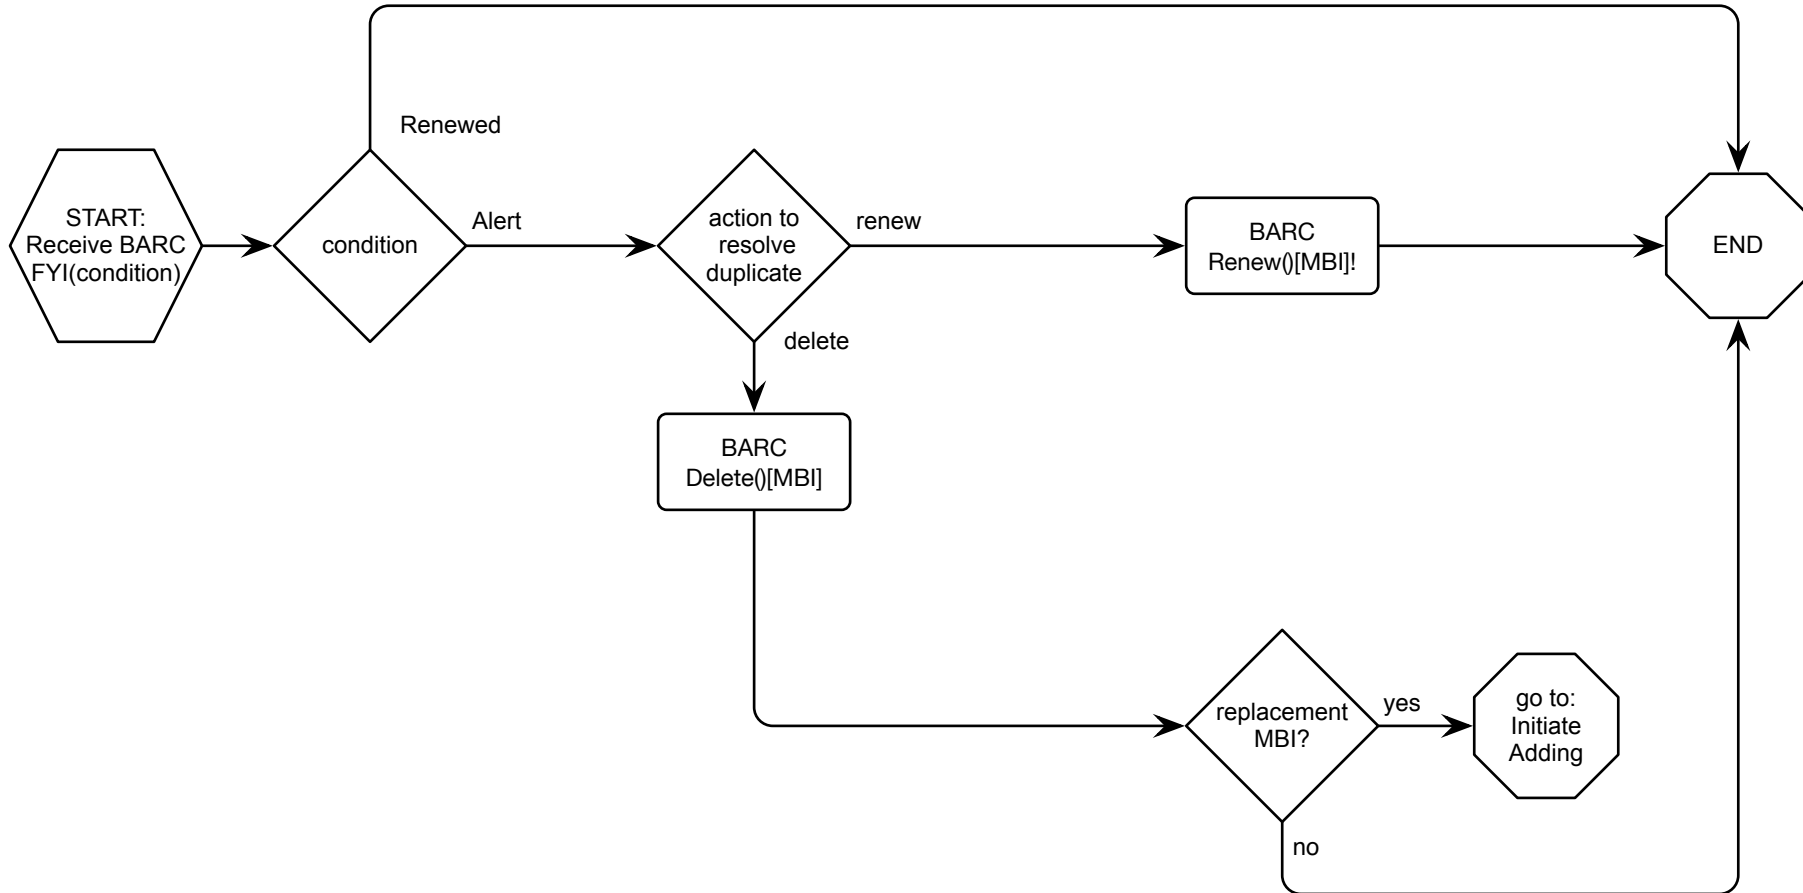 Renewed
START:
Receive BARC
FYI(condition)
condition
Alert
action to
resolve
duplicate
renew
BARC
Renew()[MBI]!
END
delete
BARC
Delete()[MBI]
replacement
MBI?
yes
go to:
Initiate
Adding
no